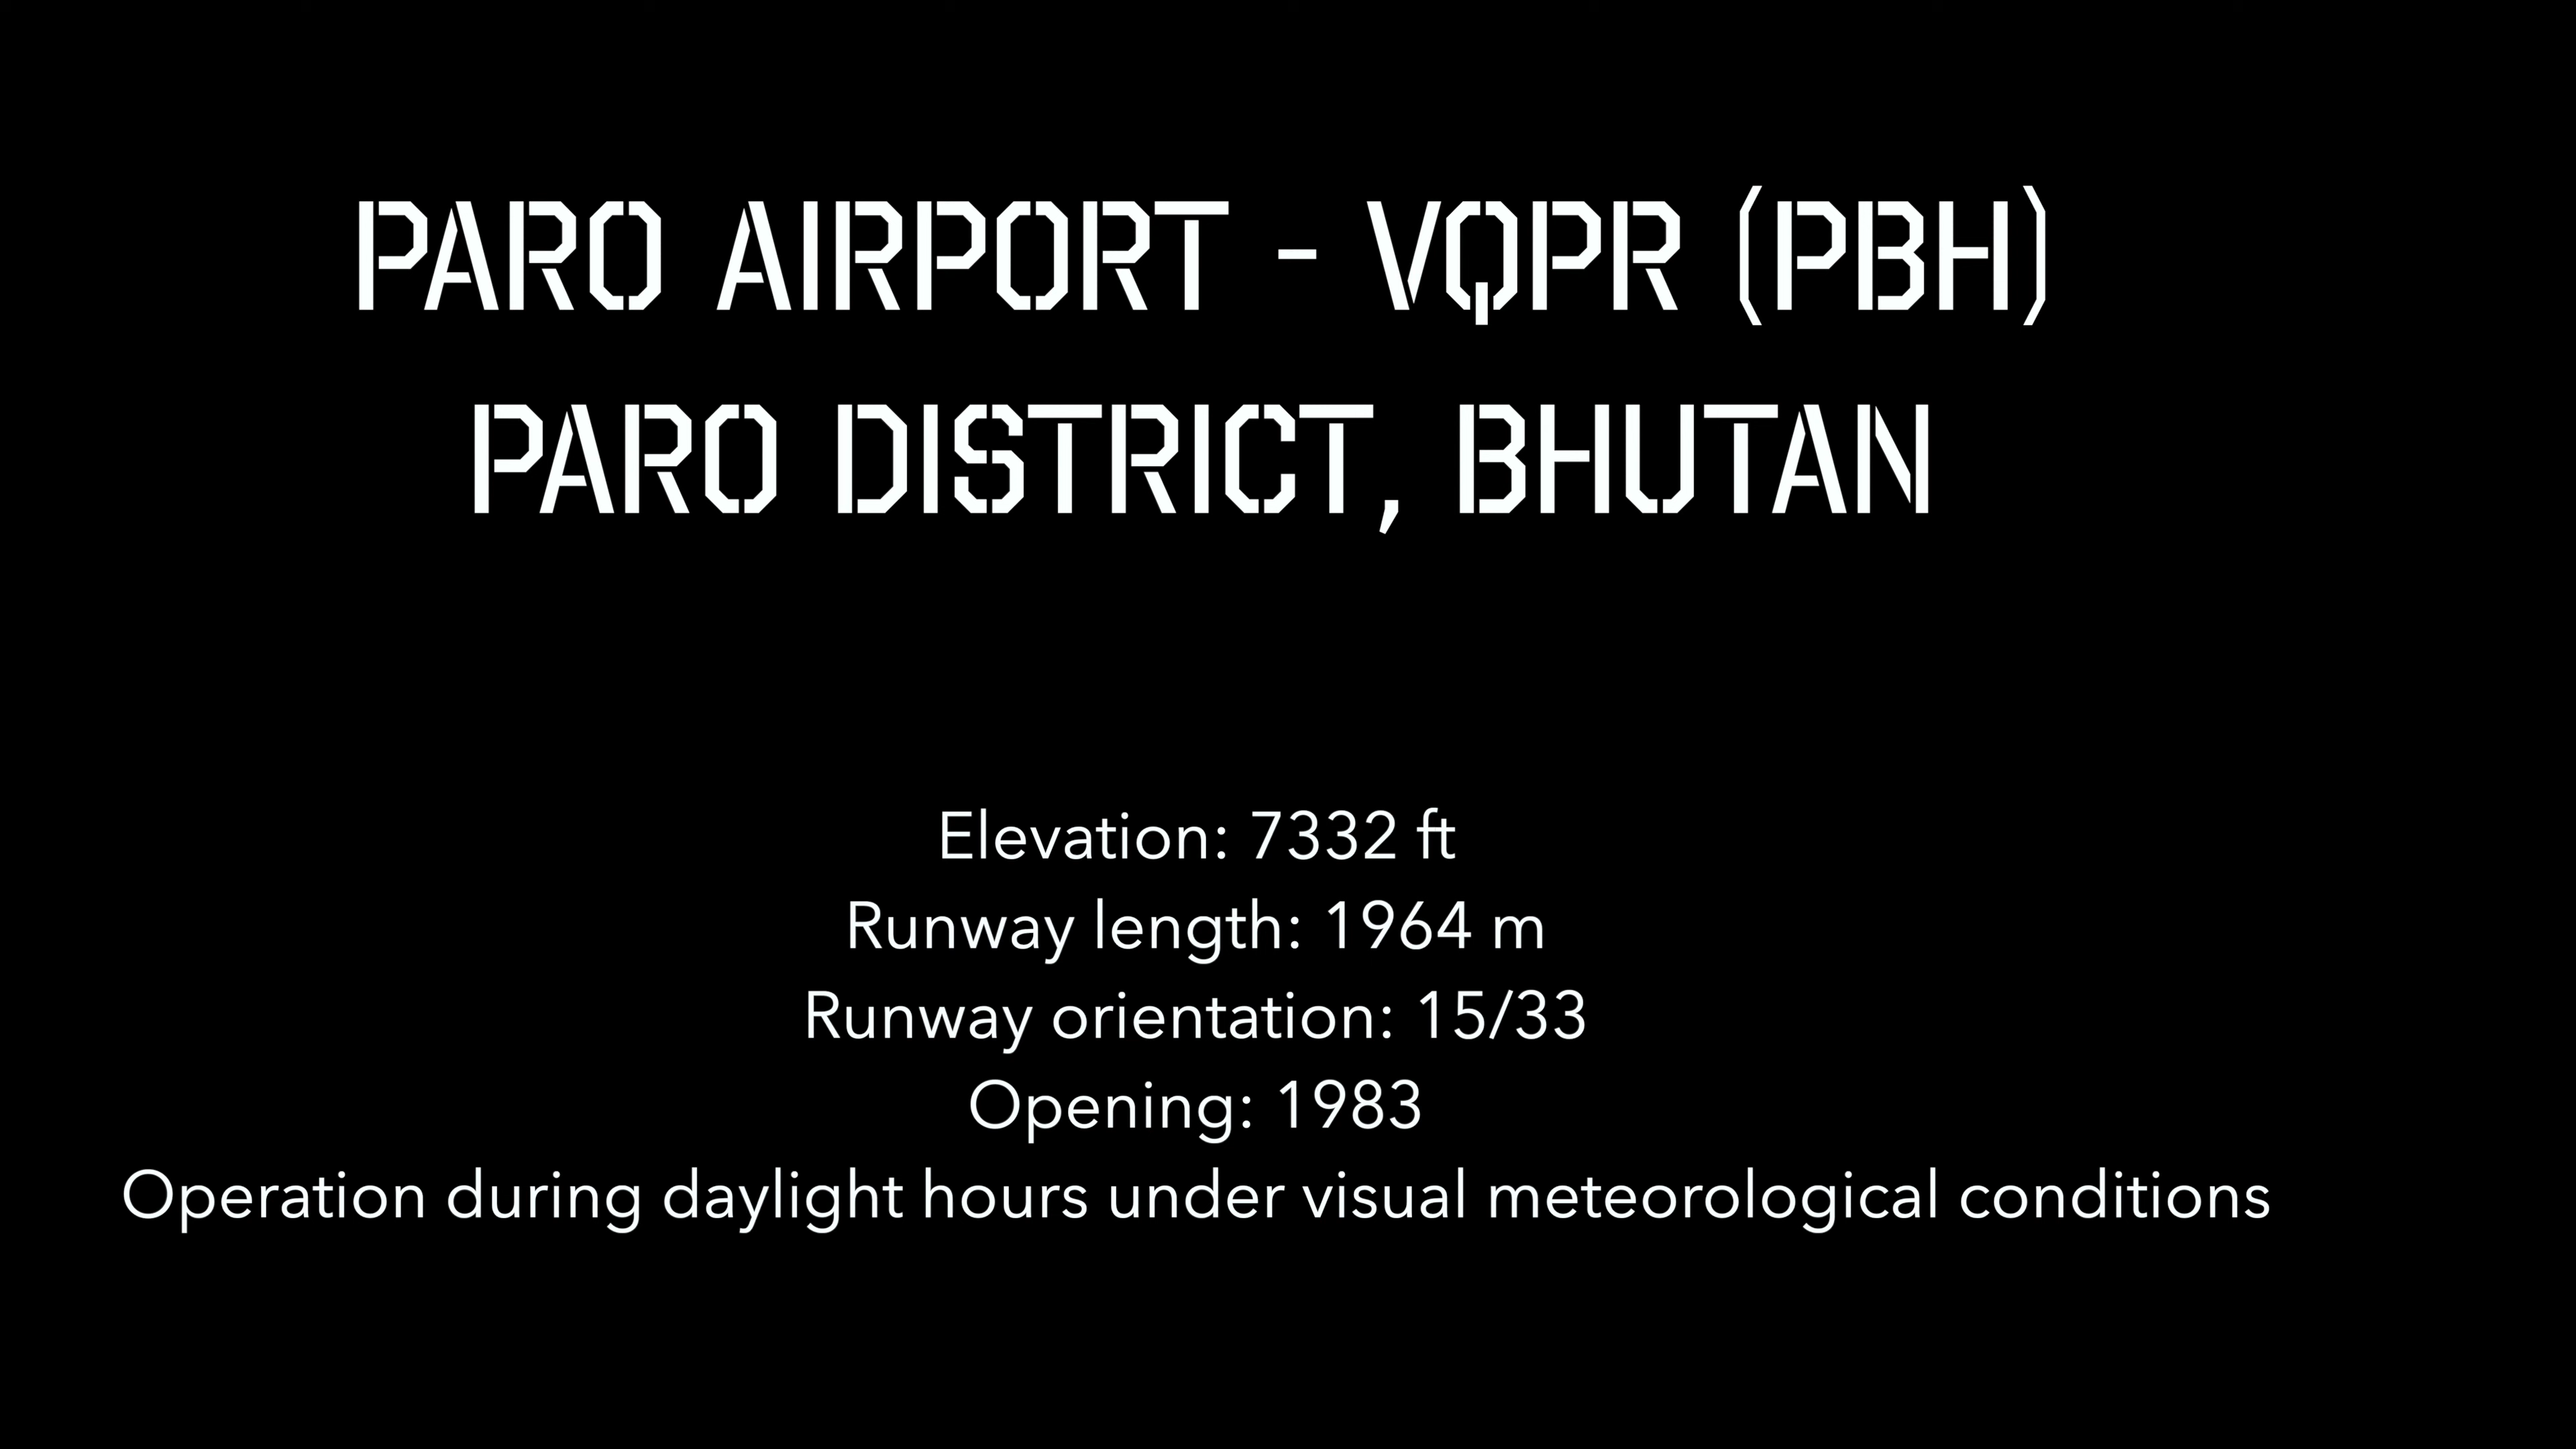 PARO AIRPORT - VQPR (PBH)
PARO DISTRICT, BHUTAN
Elevation: 7332 ft
Runway length: 1964 m
Runway orientation: 15/33
Opening: 1983
Operation during daylight hours under visual meteorological conditions